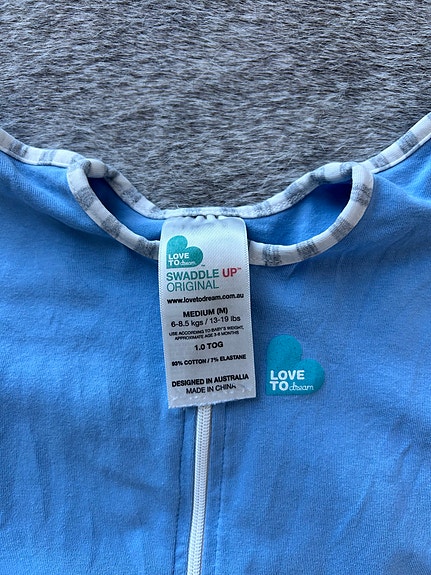 LOVE
TO dream
SWADDLE UP™
ORIGINAL
www.lovetodream.com.au
MEDIUM (M)
6-8.5 kgs / 13-19 lbs
USE ACCORDING TO BABY'S WEIGHT,
APPROXIMATE AGE 3-6 MONTHS
1.0 TOG
93% COTTON / 7% ELASTANE
DESIGNED IN AUSTRALIA
MADE IN CHINA
LOVE
TO dream